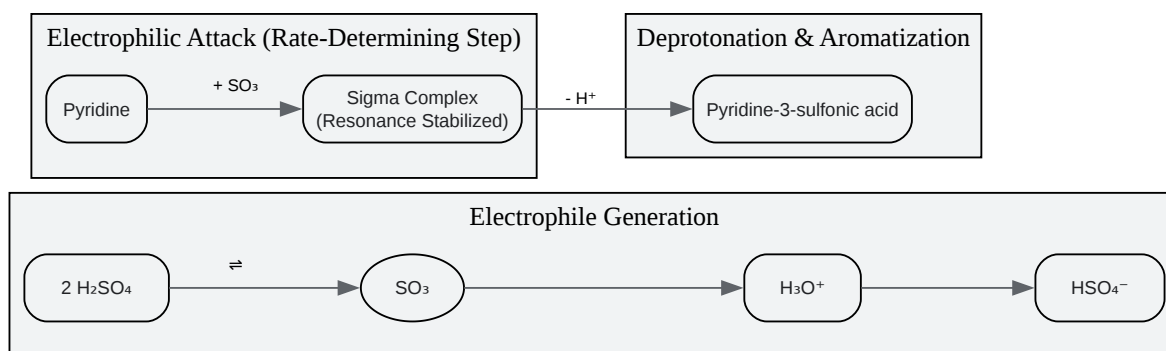 Electrophilic Attack (Rate-Determining Step)
Deprotonation & Aromatization
Pyridine
+ SO₃
Sigma Complex
(Resonance Stabilized)
- H⁺
Pyridine-3-sulfonic acid
Electrophile Generation
2 H₂SO₄
⇌
SO₃
H₃O⁺
HSO₄⁻